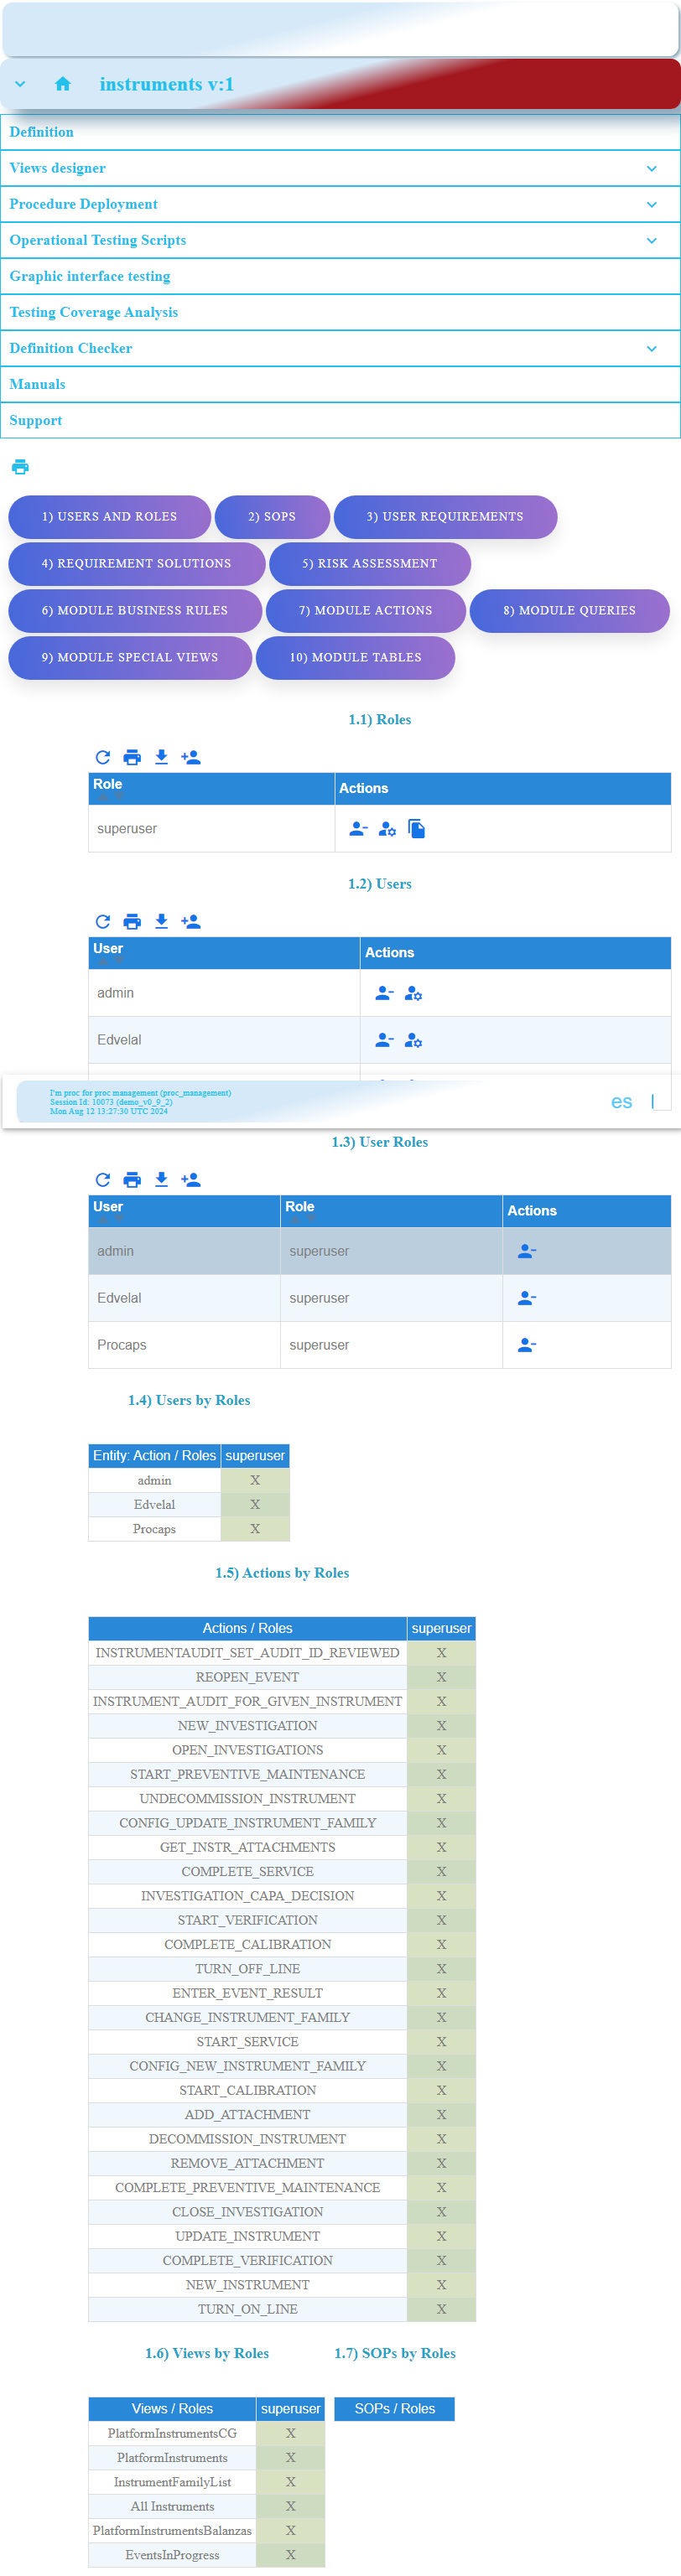 instruments v:1
Definition
Views designer
Procedure Deployment
Operational Testing Scripts
Graphic interface testing
Testing Coverage Analysis
Definition Checker
Manuals
Support
1) USERS AND ROLES 2) SOPS 3) USER REQUIREMENTS
4) REQUIREMENT SOLUTIONS 5) RISK ASSESSMENT
6) MODULE BUSINESS RULES 7) MODULE ACTIONS 8) MODULE QUERIES
9) MODULE SPECIAL VIEWS 10) MODULE TABLES
1.1) Roles
Role Actions
superuser
1.2) Users
User Actions
admin
Edvelal
I'm proc for proc management (proc_management)
Session Id: 10073 (demo_v0_9_2)
Mon Aug 12 13:27:30 UTC 2024
es
1.3) User Roles
User Role Actions
admin superuser
Edvelal superuser
Procaps superuser
1.4) Users by Roles
Entity: Action / Roles superuser
admin X
Edvelal X
Procaps X
1.5) Actions by Roles
Actions / Roles superuser
INSTRUMENTAUDIT_SET_AUDIT_ID_REVIEWED X
REOPEN_EVENT X
INSTRUMENT_AUDIT_FOR_GIVEN_INSTRUMENT X
NEW_INVESTIGATION X
OPEN_INVESTIGATIONS X
START_PREVENTIVE_MAINTENANCE X
UNDECOMMISSION_INSTRUMENT X
CONFIG_UPDATE_INSTRUMENT_FAMILY X
GET_INSTR_ATTACHMENTS X
COMPLETE_SERVICE X
INVESTIGATION_CAPA_DECISION X
START_VERIFICATION X
COMPLETE_CALIBRATION X
TURN_OFF_LINE X
ENTER_EVENT_RESULT X
CHANGE_INSTRUMENT_FAMILY X
START_SERVICE X
CONFIG_NEW_INSTRUMENT_FAMILY X
START_CALIBRATION X
ADD_ATTACHMENT X
DECOMMISSION_INSTRUMENT X
REMOVE_ATTACHMENT X
COMPLETE_PREVENTIVE_MAINTENANCE X
CLOSE_INVESTIGATION X
UPDATE_INSTRUMENT X
COMPLETE_VERIFICATION X
NEW_INSTRUMENT X
TURN_ON_LINE X
1.6) Views by Roles 1.7) SOPs by Roles
Views / Roles superuser SOPs / Roles
PlatformInstrumentsCG X
PlatformInstruments X
InstrumentFamilyList X
All Instruments X
PlatformInstrumentsBalanzas X
EventsInProgress X